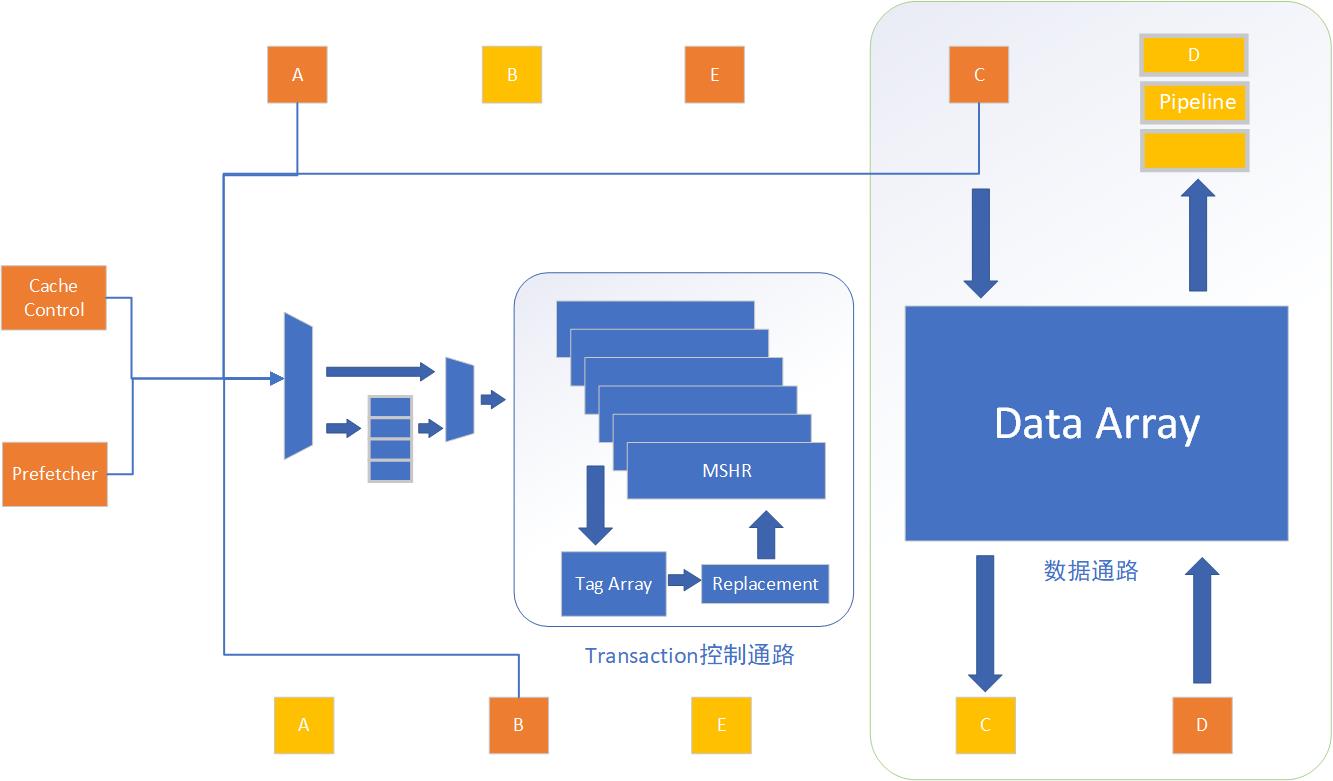 A
B
E
C
D
Pipeline
Cache
Control
Prefetcher
MSHR
Tag Array
Replacement
Transaction控制通路
Data Array
数据通路
A
B
E
C
D